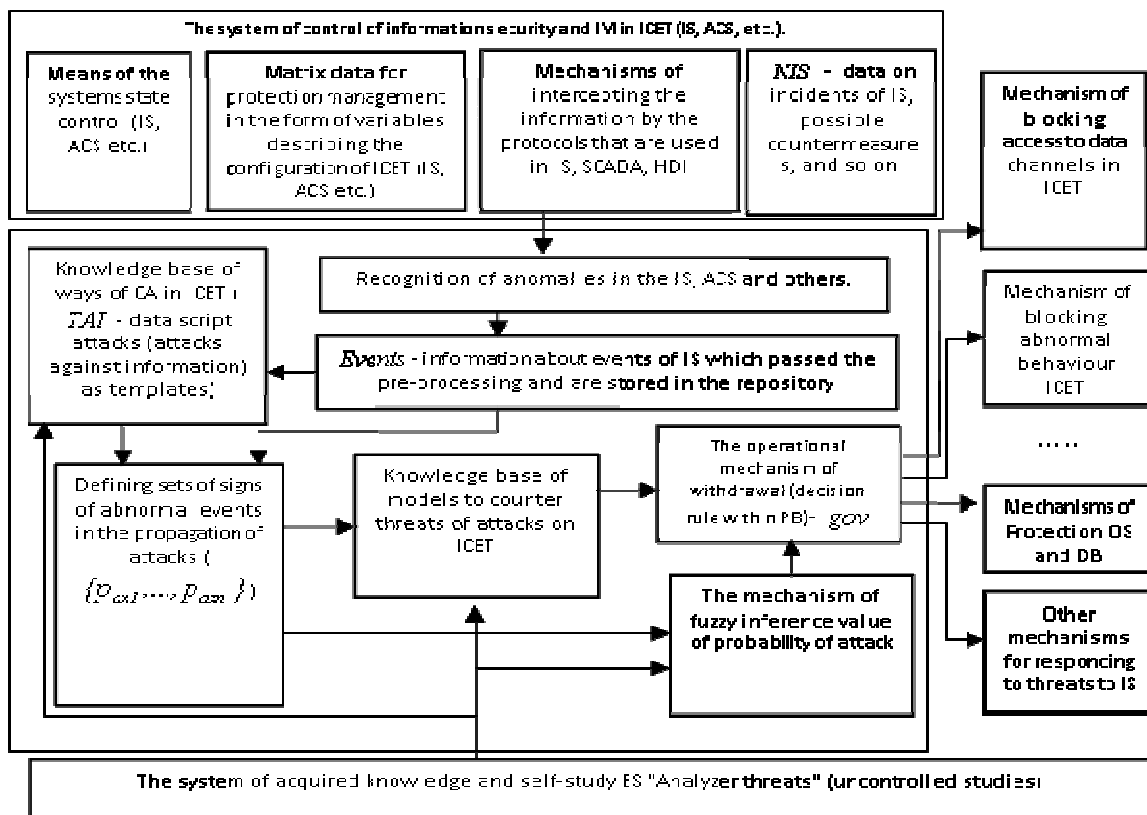 The system of control of information security and IVI in ICET (IS, ACS, etc.).
Means of the
systems state
control (IS,
ACS etc.)
Matrix data for
protection management
in the form of variables
describing the
configuration of ICET (IS,
ACS etc.)
Mechanisms of
intercepting the
information by the
protocols that are used
in IS, SCADA, HDI
NIS - data on
incidents of IS,
possible
countermeasure
s, and so on
Mechanism of
blocking
access to data
channels in
ICET
Recognition of anomalies in the IS, ACS and others.
Knowledge base of
ways of CA in ICET (
TAI - data script
attacks (attacks
against information)
as templates)
Events - information about events of IS which passed the
pre-processing and are stored in the repository
Mechanism of
blocking
abnormal
behaviour
ICET
.....
Defining sets of signs
of abnormal events
in the propagation of
attacks (
{p_ax1,..., p_azn })
Knowledge base of
models to counter
threats of attacks on
ICET
The operational
mechanism of
withdrawal (decision
rule within PB)- gov
Mechanisms of
Protection OS
and DB
The mechanism of
fuzzy inference value
of probability of attack
Other
mechanisms
for responcing
to threats to IS
The system of acquired knowledge and self-study ES "Analyzer threats" (uncontrolled studies)